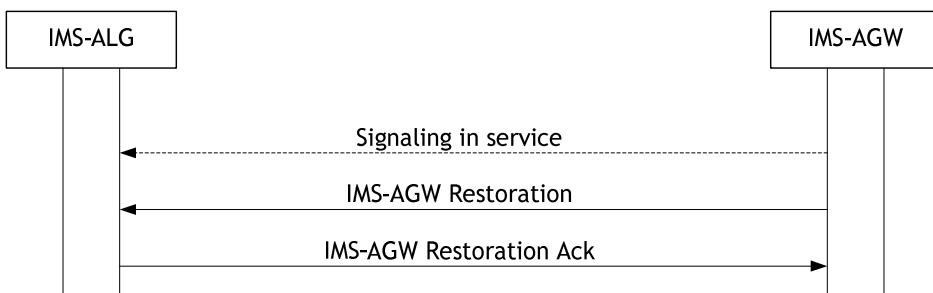 IMS-ALG
IMS-AGW
Signaling in service
IMS-AGW Restoration
IMS-AGW Restoration Ack